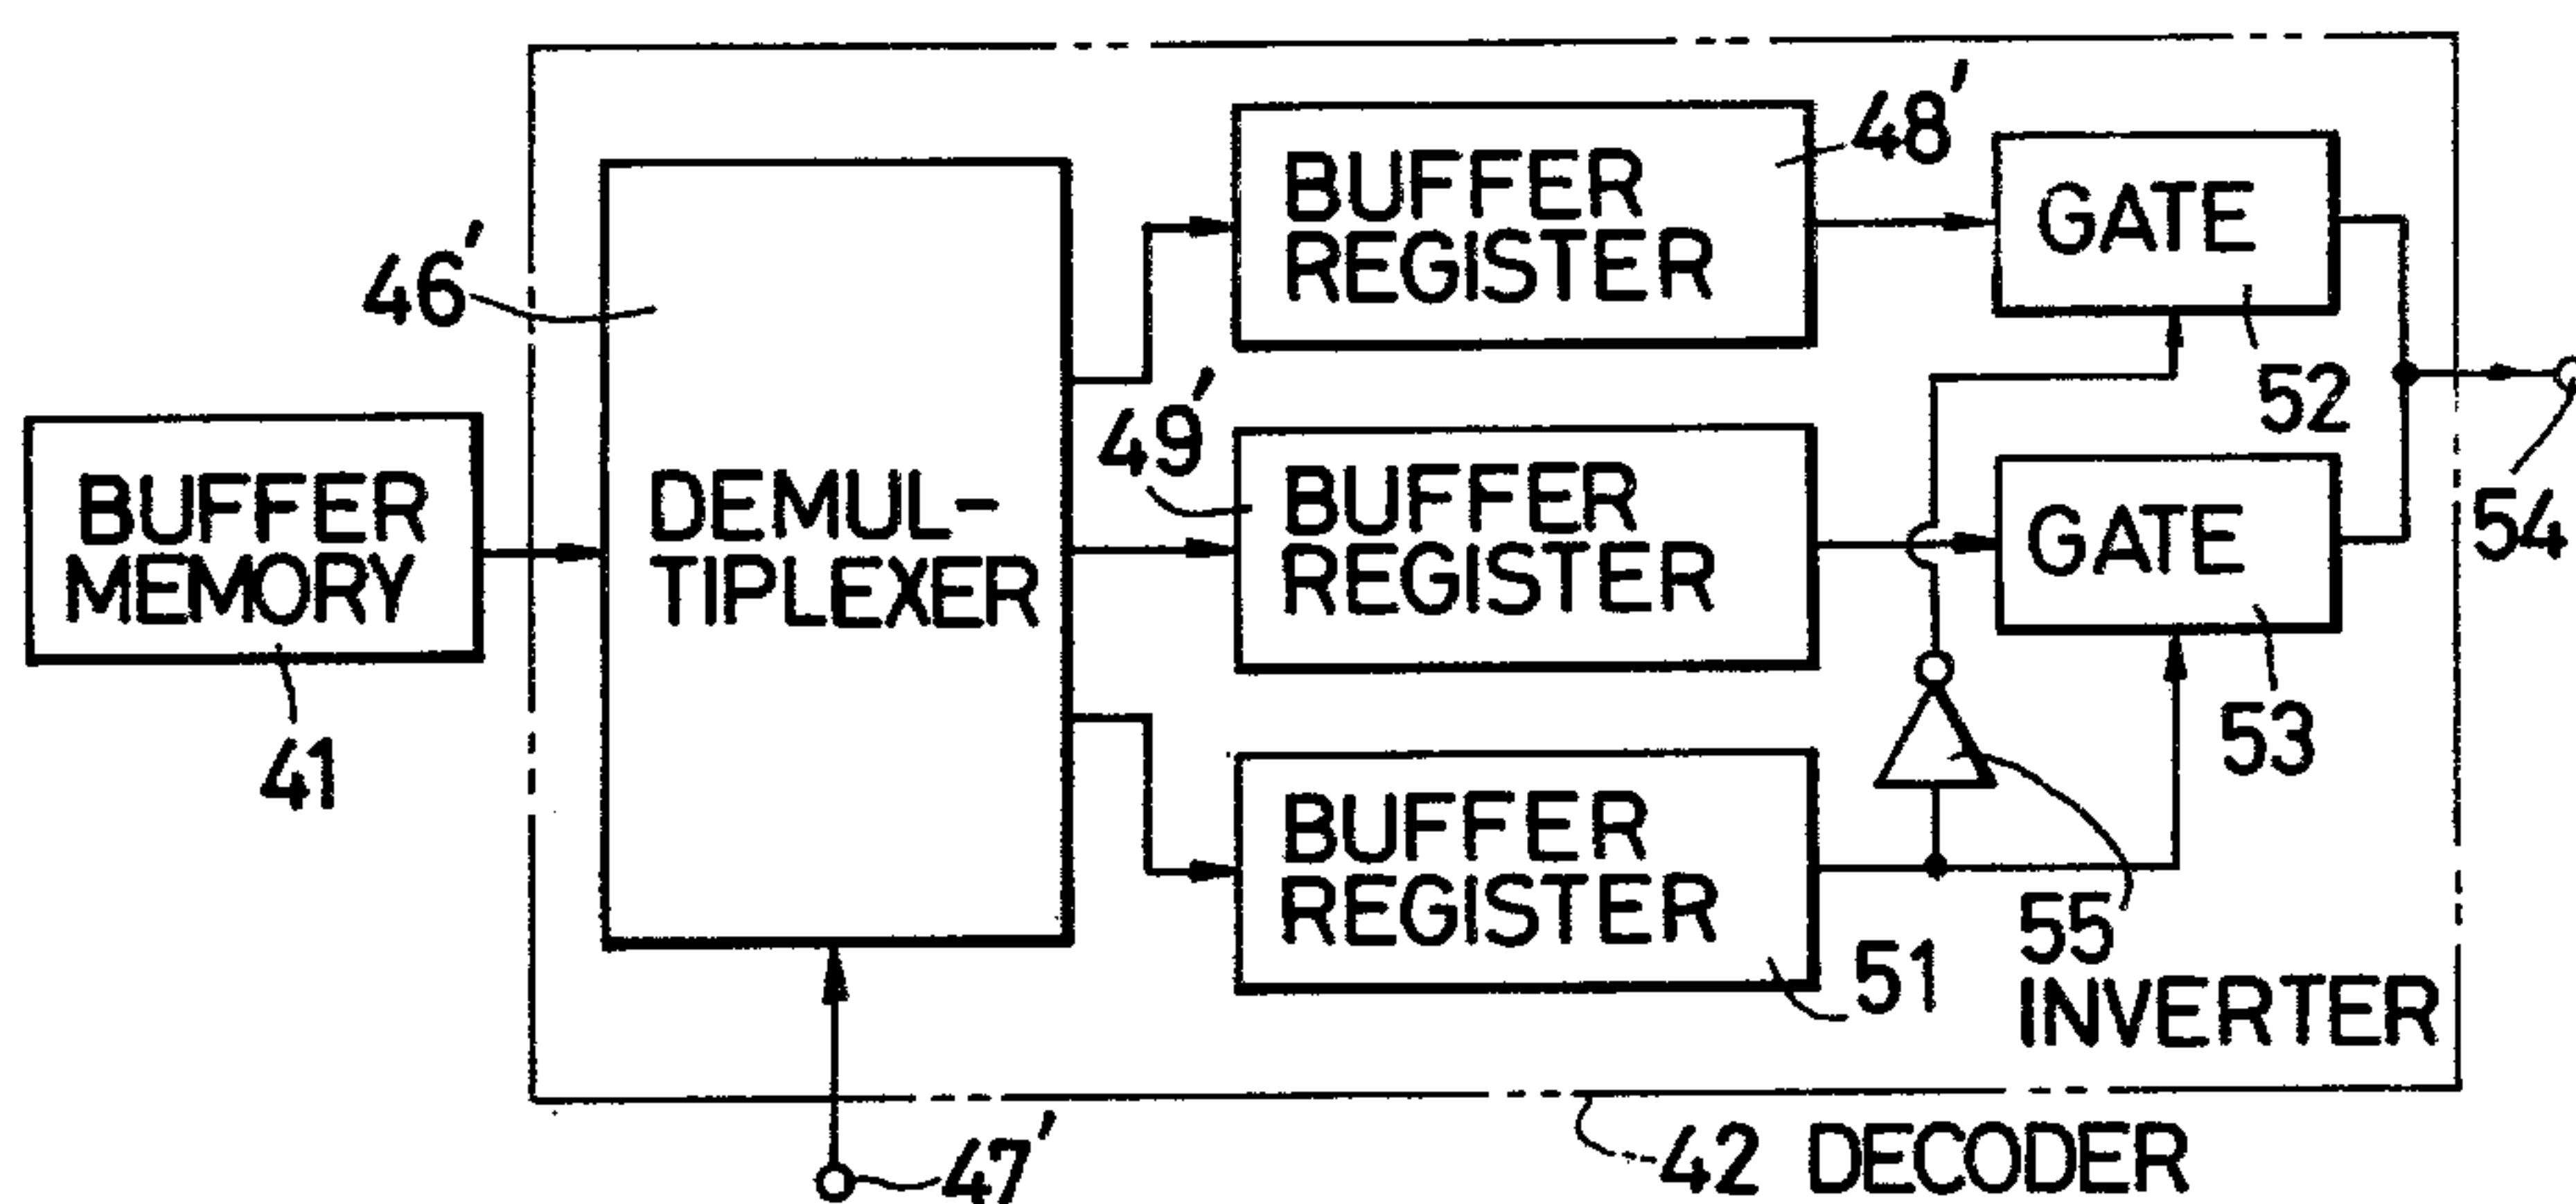 48'
BUFFER
REGISTER
GATE
46'
52
49'
BUFFER
MEMORY
DEMUL-
TIPLEXER
BUFFER
REGISTER
GATE
54
41
53
BUFFER
REGISTER
51
55
INVERTER
47'
42 DECODER